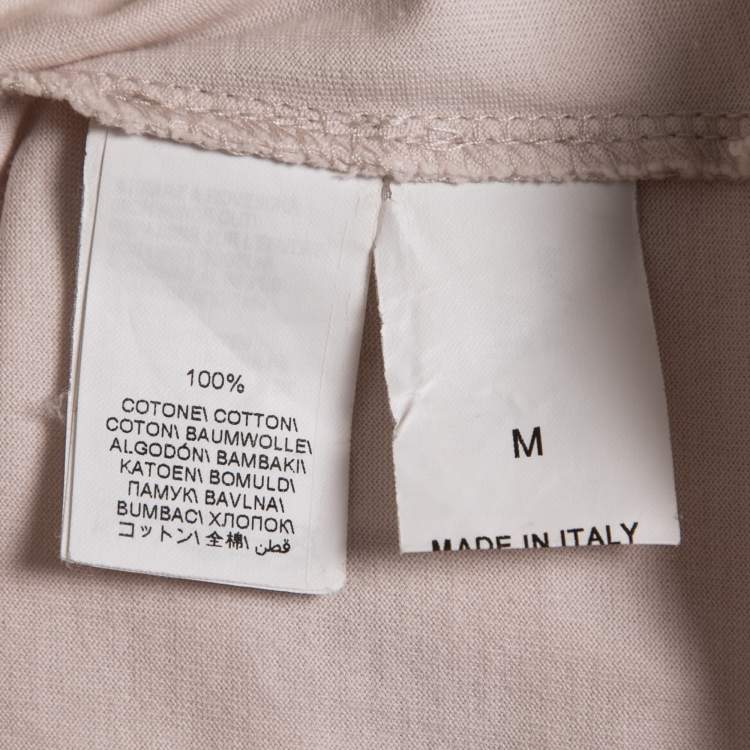 100%
COTONE\ COTTON\
COTON\ BAUMWOLLE\
ALGODÓN\ BAMBAKI\
KATOEN\ BOMULD\
ПАМУК\ BAVLNA\
BUMBAC\ ХЛОПОК\
コットン\ 全棉\ قطن
M
MADE IN ITALY